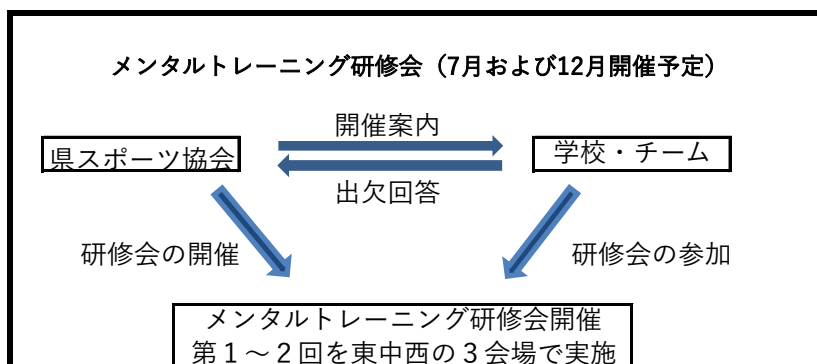 メンタルトレーニング研修会（7月および12月開催予定）
開催案内
県スポーツ協会
学校・チーム
出欠回答
研修会の開催
研修会の参加
メンタルトレーニング研修会開催
第１～２回を東中西の３会場で実施